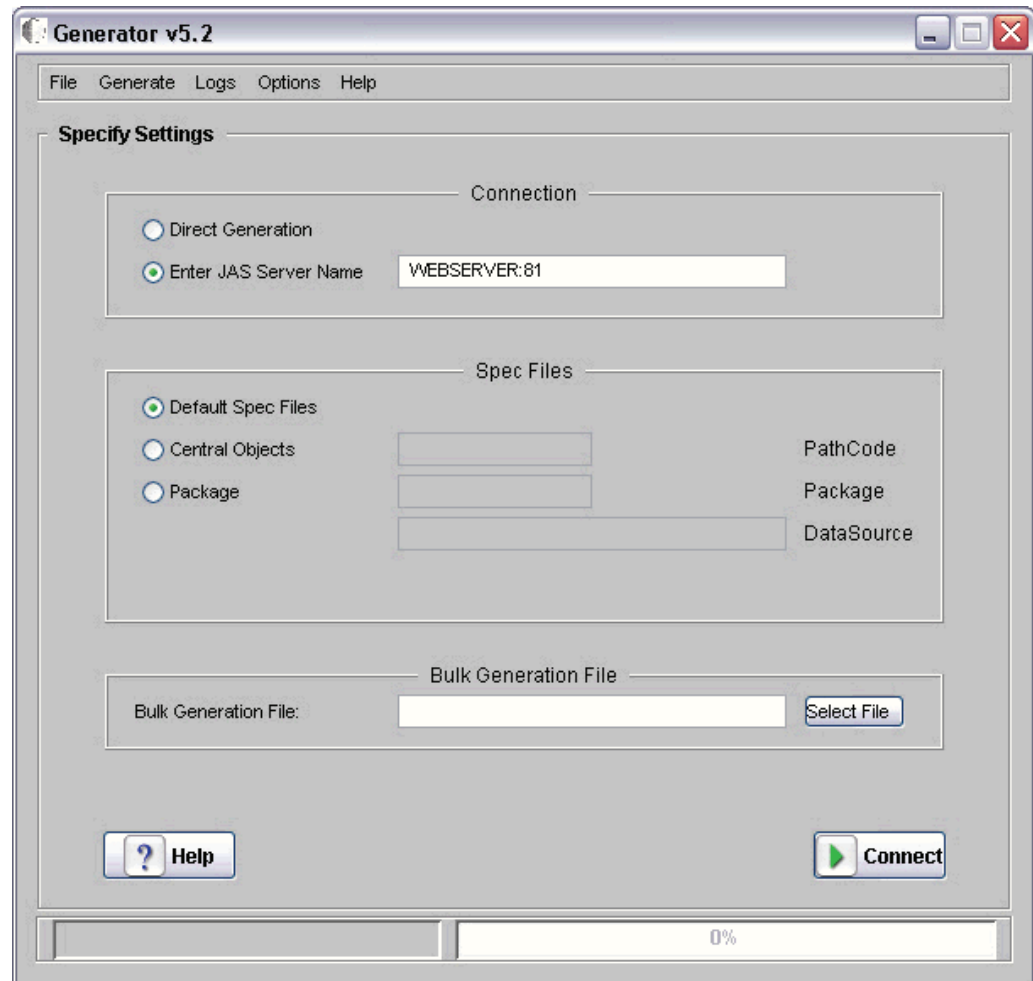 Generator v5.2
File Generate Logs Options Help
Specify Settings
Connection
Direct Generation
Enter JAS Server Name WEBSERVER:81
Spec Files
Default Spec Files
Central Objects PathCode
Package Package
DataSource
Bulk Generation File
Bulk Generation File: Select File
? Help Connect
0%